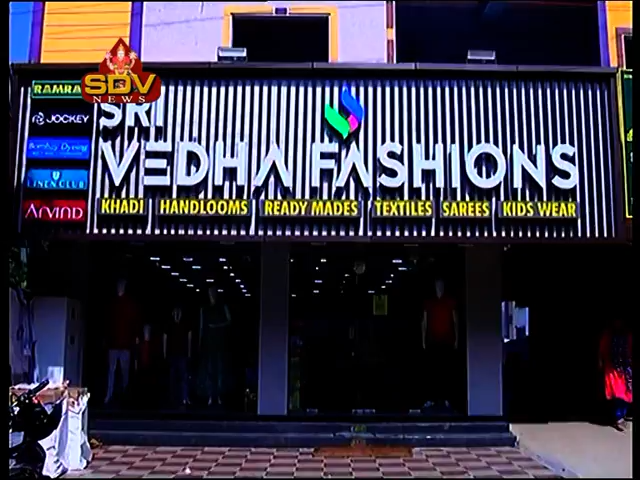 SDV
NEWS
RAMRA
JOCKEY
Bombay Dyeing
LINEN CLUB
ARVIND
SRI
VEDHA FASHIONS
KHADI | HANDLOOMS | READY MADES | TEXTILES | SAREES | KIDS WEAR